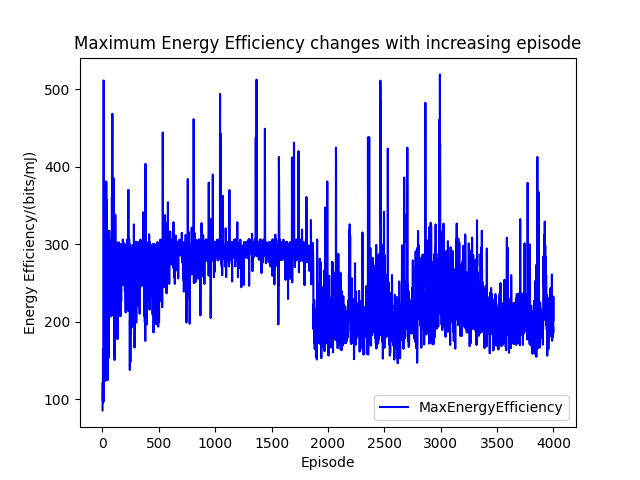 Maximum Energy Efficiency changes with increasing episode
500
400
300
200
100
Energy Efficiency/(bits/mJ)
MaxEnergyEfficiency
0 500 1000 1500 2000 2500 3000 3500 4000
Episode